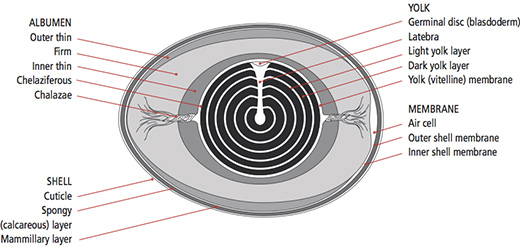 ALBUMEN
Outer thin
Firm
Inner thin
Chelaziferous
Chalazae
SHELL
Cuticle
Spongy
(calcareous) layer
Mammillary layer
YOLK
Germinal disc (blasdoderm)
Latebra
Light yolk layer
Dark yolk layer
Yolk (vitelline) membrane
MEMBRANE
Air cell
Outer shell membrane
Inner shell membrane